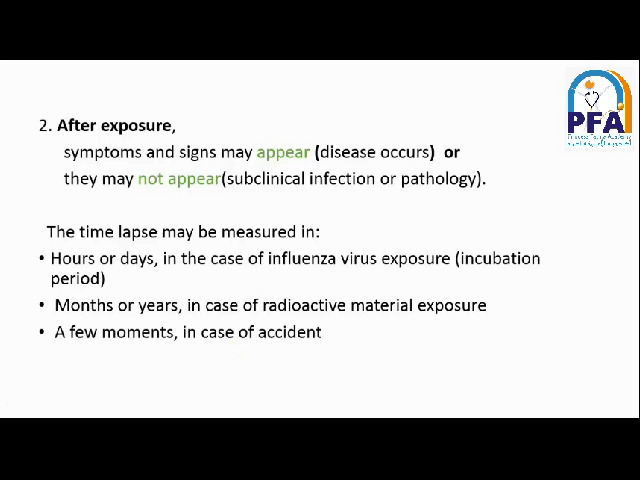 PFA
2. After exposure,
symptoms and signs may appear (disease occurs) or
they may not appear(subclinical infection or pathology).
The time lapse may be measured in:
• Hours or days, in the case of influenza virus exposure (incubation
period)
• Months or years, in case of radioactive material exposure
• A few moments, in case of accident